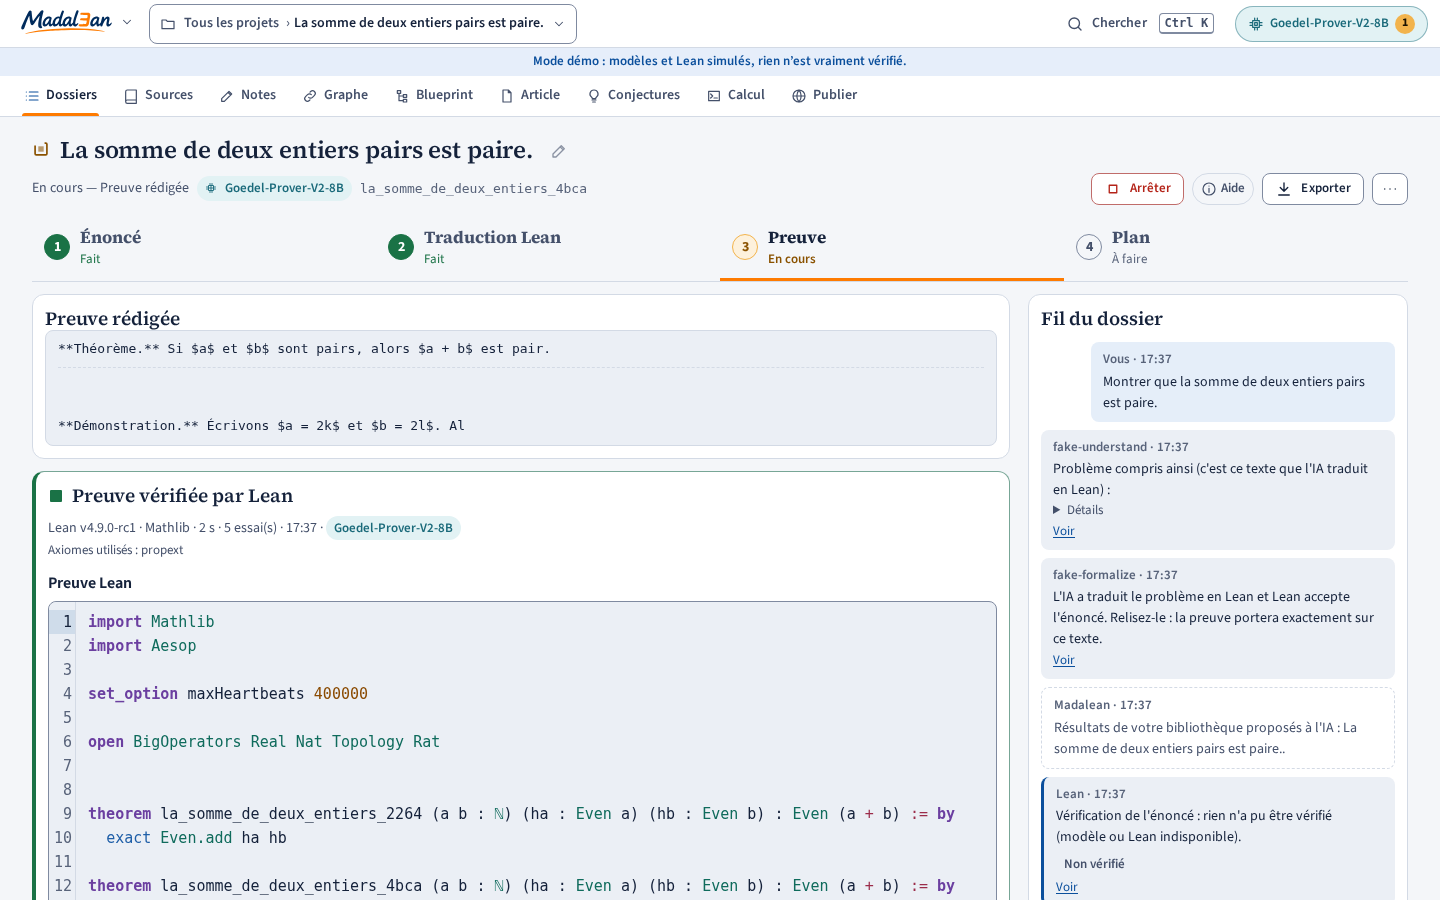 Madalean
Tous les projets › La somme de deux entiers pairs est paire.
Chercher Ctrl K
Goedel-Prover-V2-8B 1
Mode démo : modèles et Lean simulés, rien n’est vraiment vérifié.
Dossiers Sources Notes Graphe Blueprint Article Conjectures Calcul Publier
La somme de deux entiers pairs est paire.
En cours — Preuve rédigée Goedel-Prover-V2-8B la_somme_de_deux_entiers_4bca
Arrêter Aide Exporter ···
1 Énoncé
Fait
2 Traduction Lean
Fait
3 Preuve
En cours
4 Plan
À faire
Preuve rédigée
**Théorème.** Si $a$ et $b$ sont pairs, alors $a + b$ est pair.
**Démonstration.** Écrivons $a = 2k$ et $b = 2l$. Al
Preuve vérifiée par Lean
Lean v4.9.0-rc1 · Mathlib · 2 s · 5 essai(s) · 17:37 · Goedel-Prover-V2-8B
Axiomes utilisés : propext
Preuve Lean
1 import Mathlib
2 import Aesop
3
4 set_option maxHeartbeats 400000
5
6 open BigOperators Real Nat Topology Rat
7
8
9 theorem la_somme_de_deux_entiers_2264 (a b : ℕ) (ha : Even a) (hb : Even b) : Even (a + b) := by
10 exact Even.add ha hb
11
12 theorem la_somme_de_deux_entiers_4bca (a b : ℕ) (ha : Even a) (hb : Even b) : Even (a + b) := by
Fil du dossier
Vous · 17:37
Montrer que la somme de deux entiers pairs
est paire.
fake-understand · 17:37
Problème compris ainsi (c'est ce texte que l'IA traduit
en Lean) :
Détails
Voir
fake-formalize · 17:37
L'IA a traduit le problème en Lean et Lean accepte
l'énoncé. Relisez-le : la preuve portera exactement sur
ce texte.
Voir
Madalean · 17:37
Résultats de votre bibliothèque proposés à l'IA : La
somme de deux entiers pairs est paire..
Lean · 17:37
Vérification de l'énoncé : rien n'a pu être vérifié
(modèle ou Lean indisponible).
Non vérifié
Voir